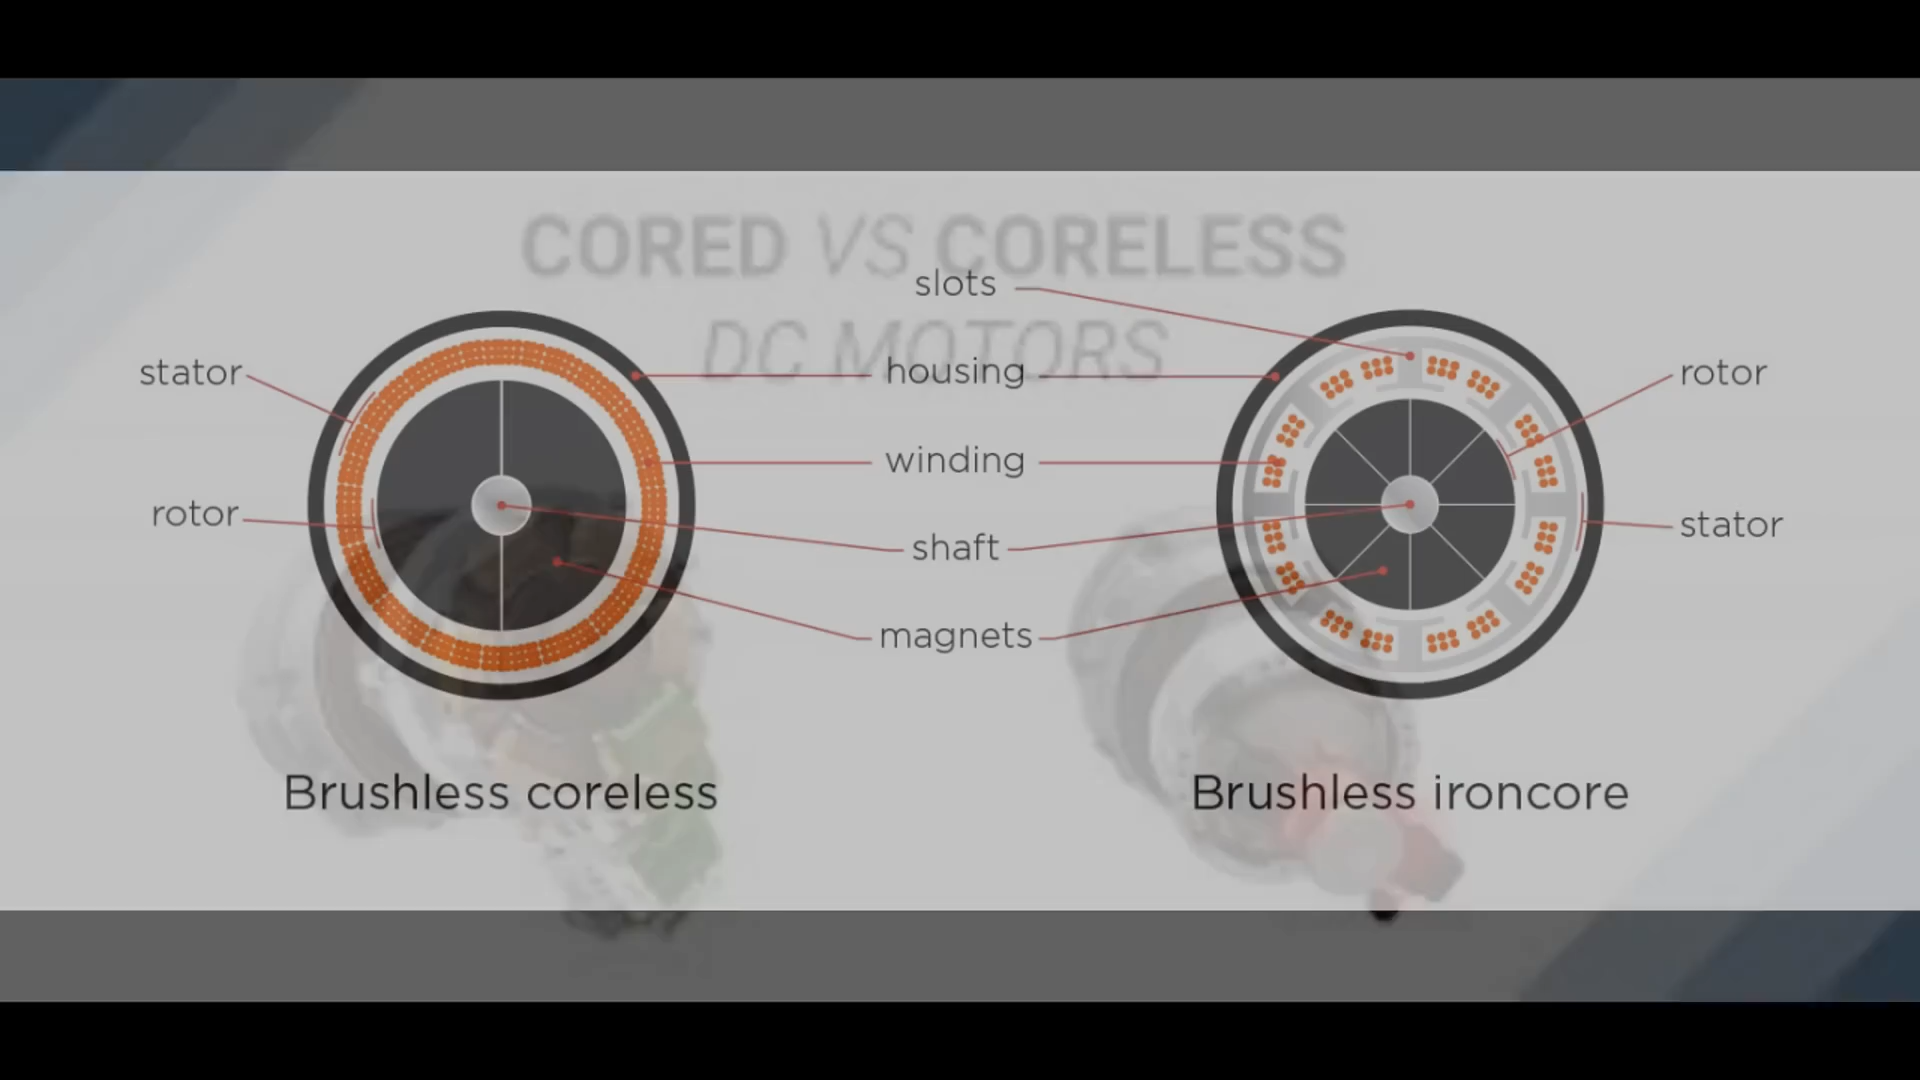 CORED VS CORELESS
DC MOTORS
slots
stator
housing
rotor
winding
rotor
shaft
stator
magnets
Brushless coreless
Brushless ironcore